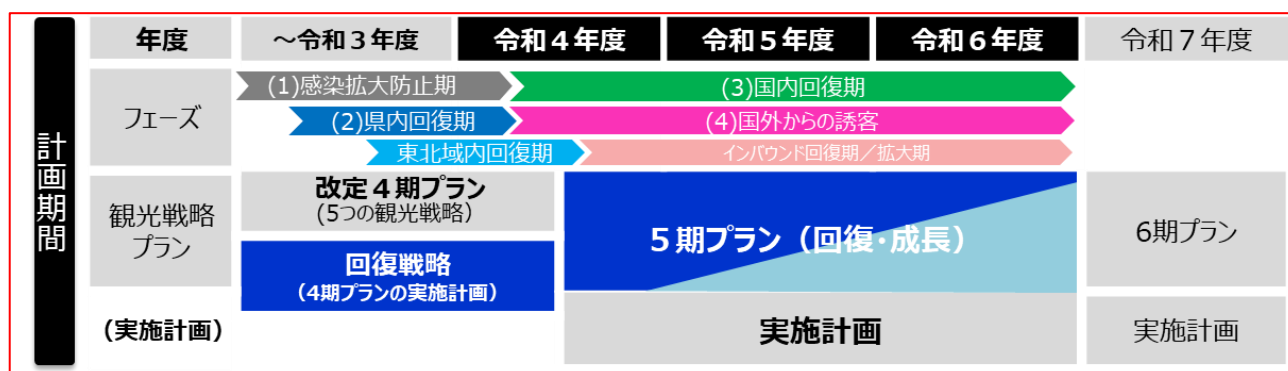 計画期間
年度
～令和３年度
令和４年度
令和５年度
令和６年度
令和７年度
フェーズ
(1)感染拡大防止期
(3)国内回復期
(2)県内回復期
(4)国外からの誘客
東北域内回復期
インバウンド回復期／拡大期
観光戦略
プラン
改定４期プラン
(5つの観光戦略)
回復戦略
(4期プランの実施計画)
５期プラン（回復・成長）
6期プラン
(実施計画)
実施計画
実施計画